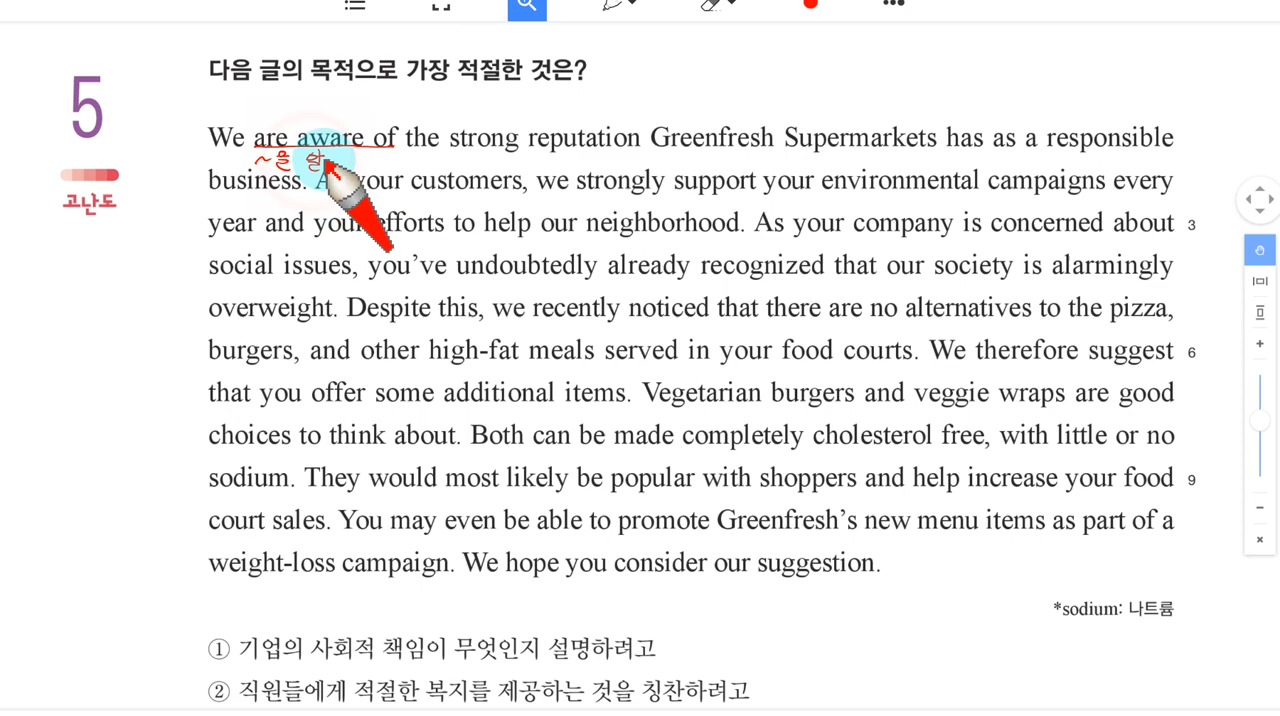 5
고난도
다음 글의 목적으로 가장 적절한 것은?
We are aware of the strong reputation Greenfresh Supermarkets has as a responsible
~을 알
business. As your customers, we strongly support your environmental campaigns every
year and your efforts to help our neighborhood. As your company is concerned about 3
social issues, you've undoubtedly already recognized that our society is alarmingly
overweight. Despite this, we recently noticed that there are no alternatives to the pizza,
burgers, and other high-fat meals served in your food courts. We therefore suggest 6
that you offer some additional items. Vegetarian burgers and veggie wraps are good
choices to think about. Both can be made completely cholesterol free, with little or no
sodium. They would most likely be popular with shoppers and help increase your food 9
court sales. You may even be able to promote Greenfresh's new menu items as part of a
weight-loss campaign. We hope you consider our suggestion.
*sodium: 나트륨
① 기업의 사회적 책임이 무엇인지 설명하려고
② 직원들에게 적절한 복지를 제공하는 것을 칭찬하려고